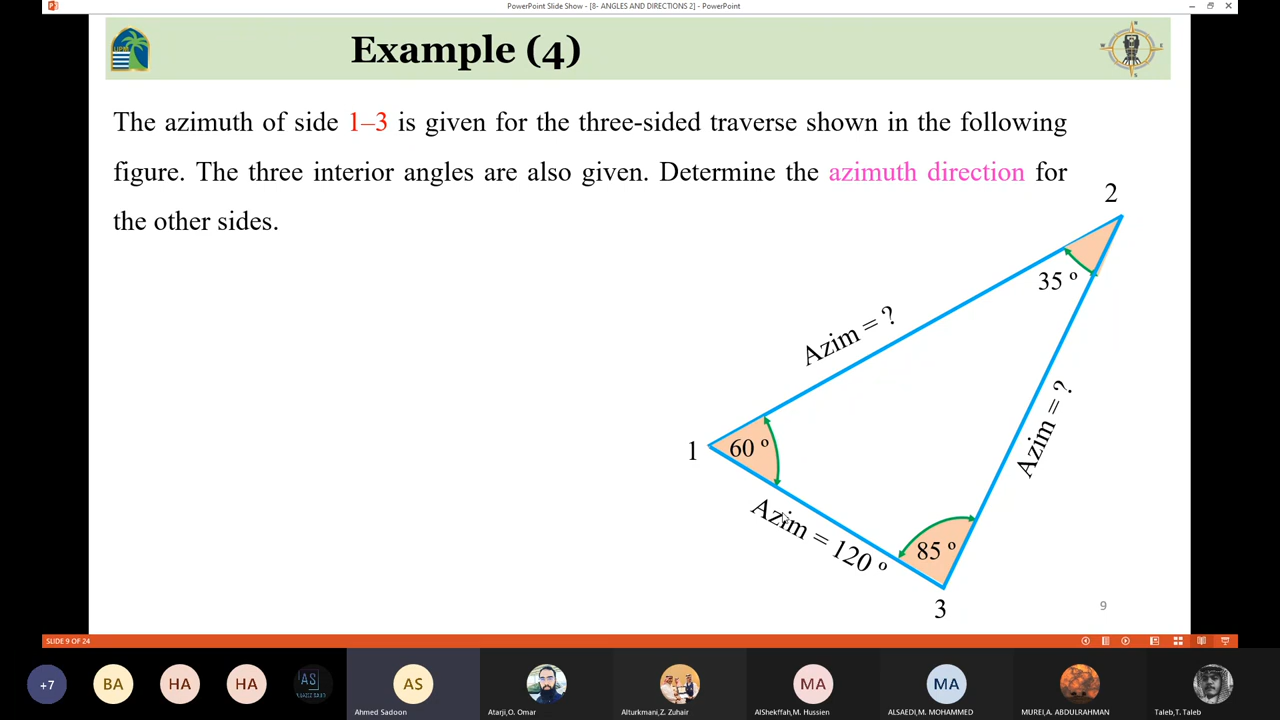 PowerPoint Slide Show - [8- ANGLES AND DIRECTIONS 2] - PowerPoint
Example (4)
N
W
E
S
The azimuth of side 1–3 is given for the three-sided traverse shown in the following
figure. The three interior angles are also given. Determine the azimuth direction for
the other sides.
2
35 º
Azim = ?
Azim = ?
1
60 º
Azim = 120 º
85 º
3
9
SLIDE 9 OF 24
+7
BA
HA
HA
AS
AS
MA
MA
Ahmed Sadoon
Atarji,O. Omar
Alturkmani,Z. Zuhair
AlShekffah,M. Hussien
ALSAEDI,M. MOHAMMED
MUREI,A. ABDULRAHMAN
Taleb,T. Taleb